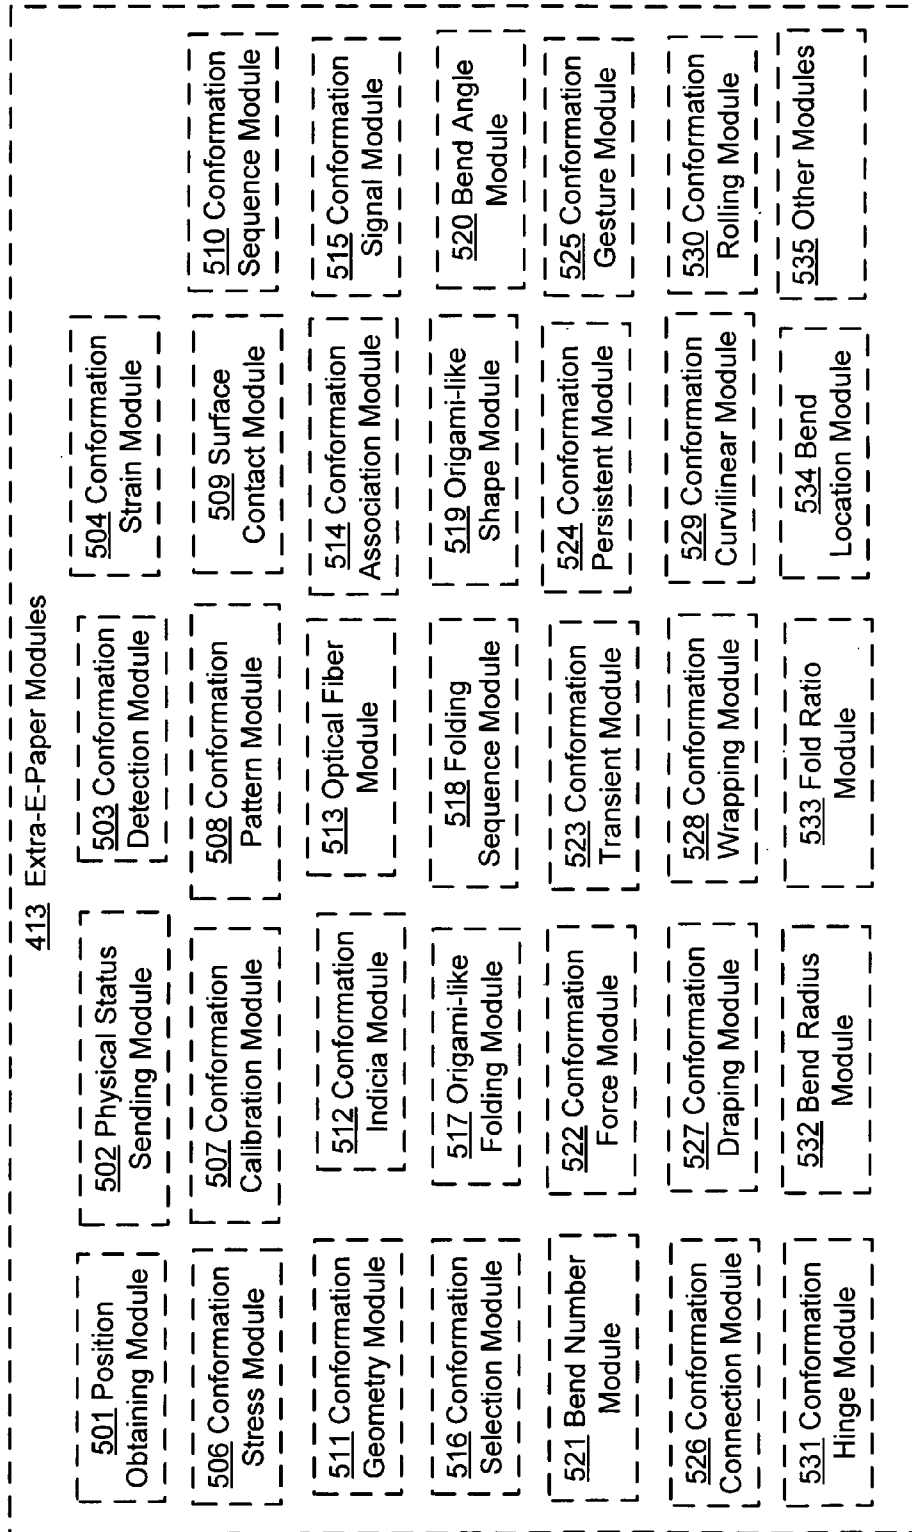 413 Extra-E-Paper Modules
501 Position
Obtaining Module
502 Physical Status
Sending Module
503 Conformation
Detection Module
504 Conformation
Strain Module
506 Conformation
Stress Module
507 Conformation
Calibration Module
508 Conformation
Pattern Module
509 Surface
Contact Module
510 Conformation
Sequence Module
511 Conformation
Geometry Module
512 Conformation
Indicia Module
513 Optical Fiber
Module
514 Conformation
Association Module
515 Conformation
Signal Module
516 Conformation
Selection Module
517 Origami-like
Folding Module
518 Folding
Sequence Module
519 Origami-like
Shape Module
520 Bend Angle
Module
521 Bend Number
Module
522 Conformation
Force Module
523 Conformation
Transient Module
524 Conformation
Persistent Module
525 Conformation
Gesture Module
526 Conformation
Connection Module
527 Conformation
Draping Module
528 Conformation
Wrapping Module
529 Conformation
Curvilinear Module
530 Conformation
Rolling Module
531 Conformation
Hinge Module
532 Bend Radius
Module
533 Fold Ratio
Module
534 Bend
Location Module
535 Other Modules